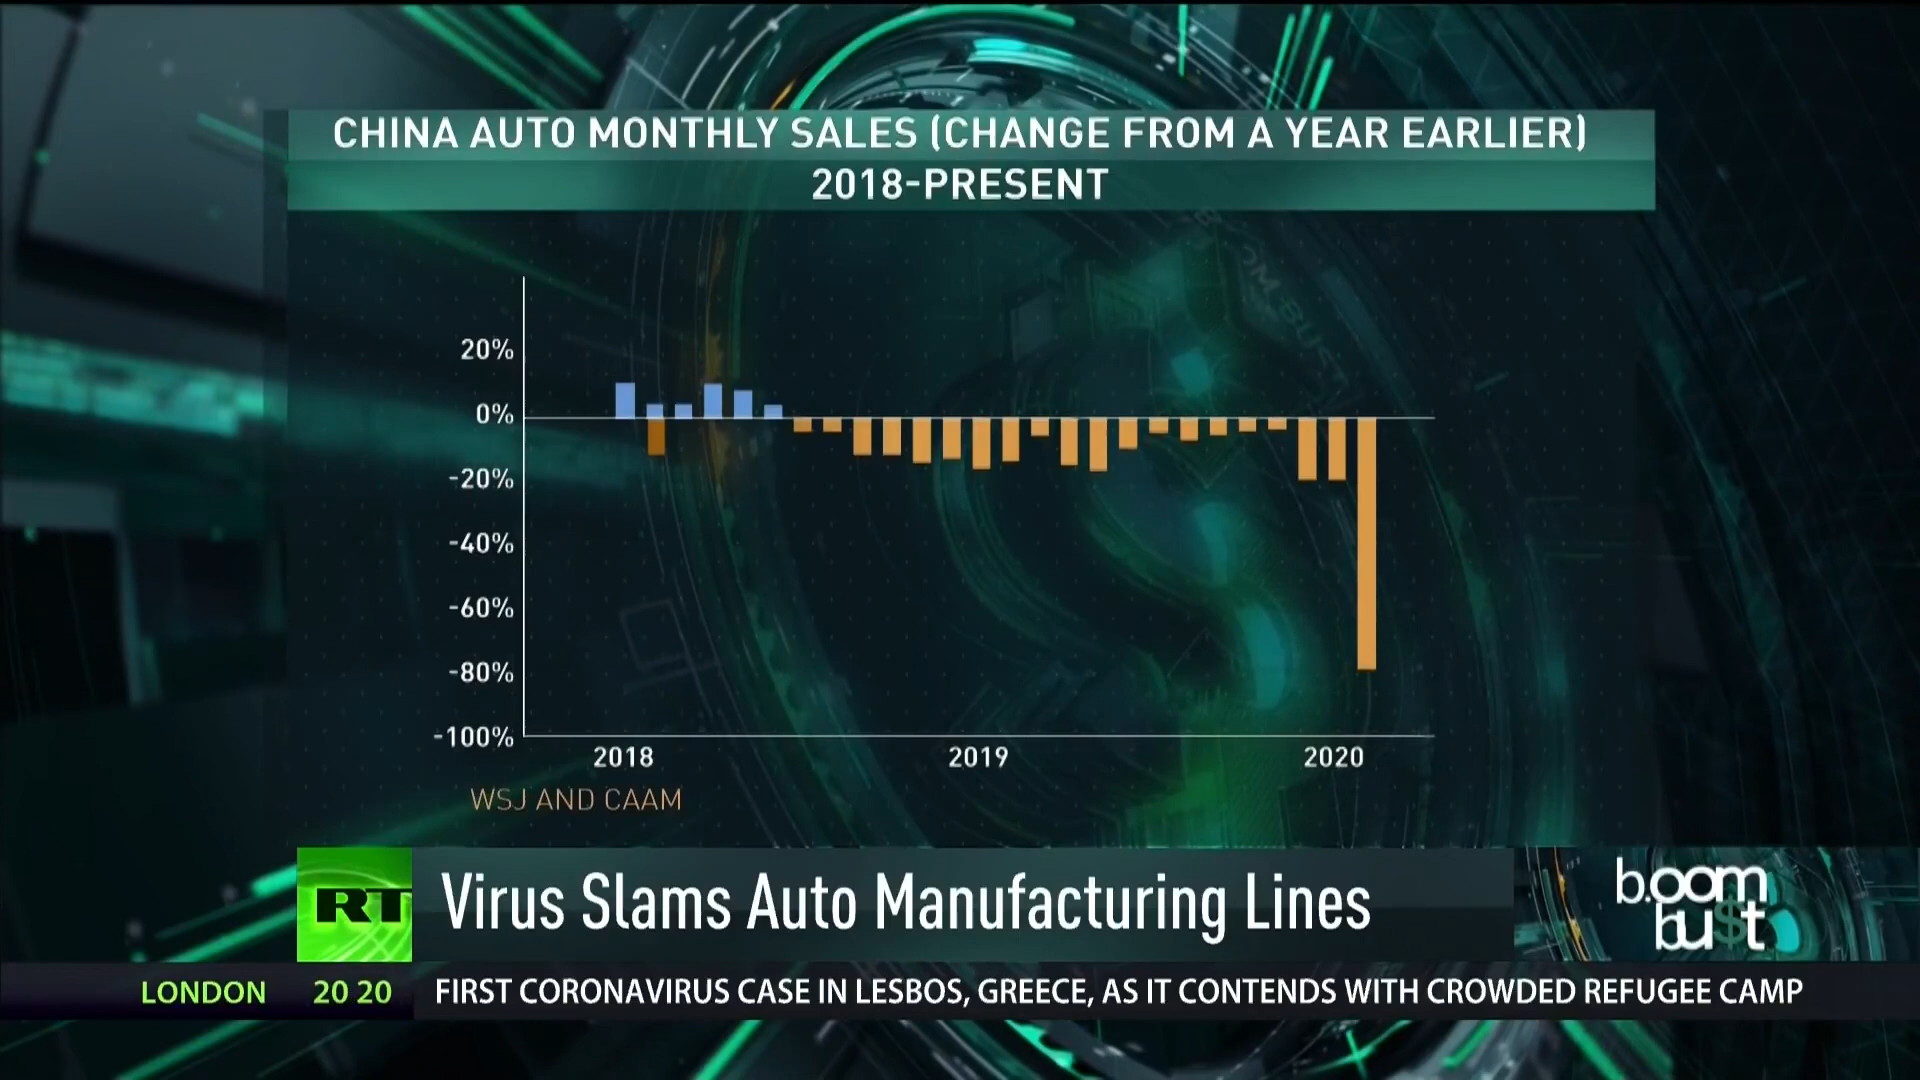 CHINA AUTO MONTHLY SALES (CHANGE FROM A YEAR EARLIER)
2018-PRESENT
20%
0%
-20%
-40%
-60%
-80%
-100%
2018 2019 2020
WSJ AND CAAM
RT Virus Slams Auto Manufacturing Lines
b.oom
bu$t
LONDON 20 20 FIRST CORONAVIRUS CASE IN LESBOS, GREECE, AS IT CONTENDS WITH CROWDED REFUGEE CAMP